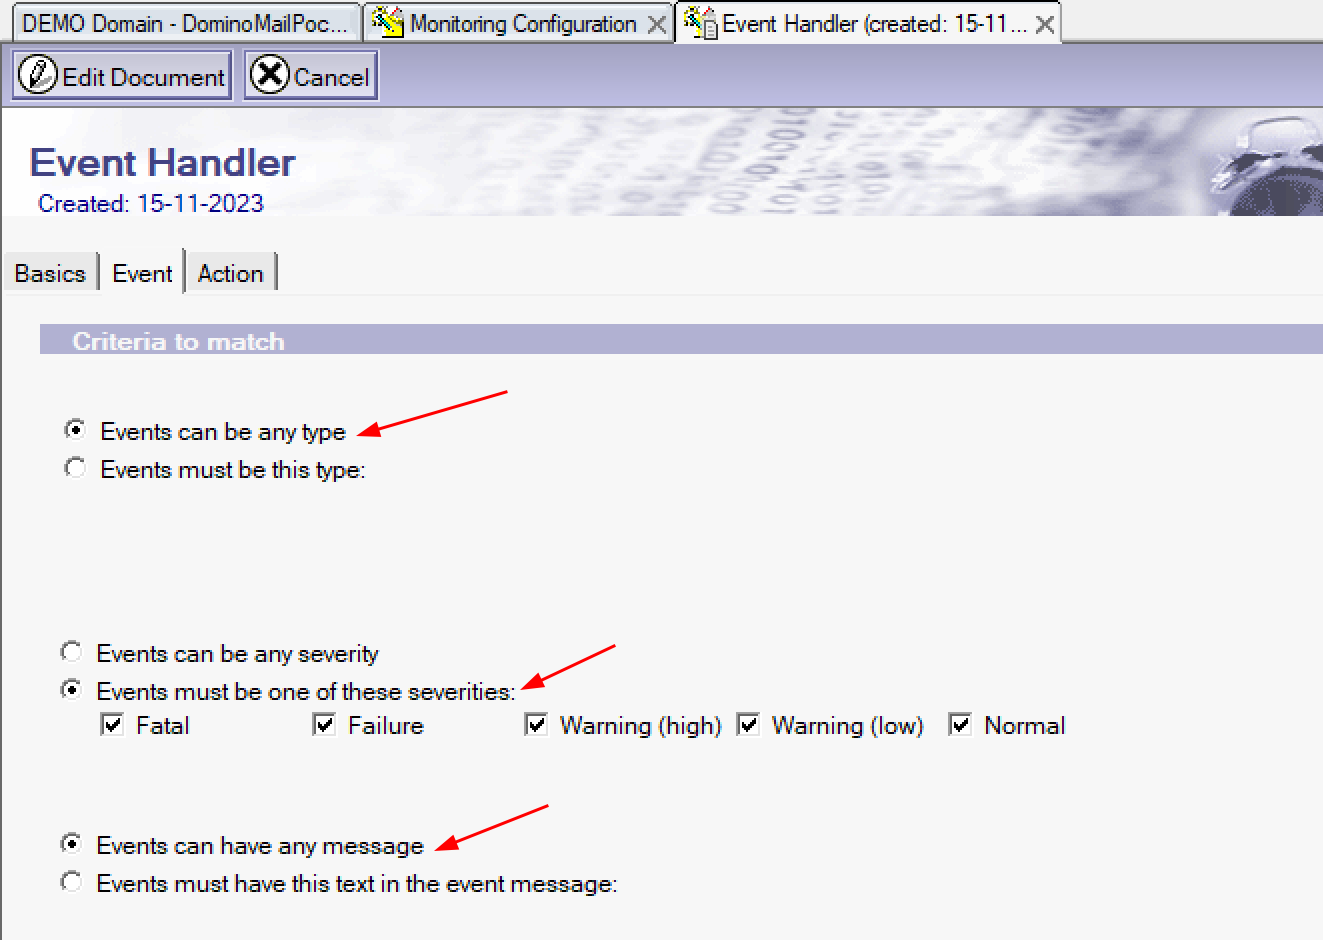 DEMO Domain - DominoMailPoc... Monitoring Configuration Event Handler (created: 15-11...
Edit Document Cancel
Event Handler
Created: 15-11-2023
Basics Event Action
Criteria to match
Events can be any type
Events must be this type:
Events can be any severity
Events must be one of these severities:
Fatal Failure Warning (high) Warning (low) Normal
Events can have any message
Events must have this text in the event message: